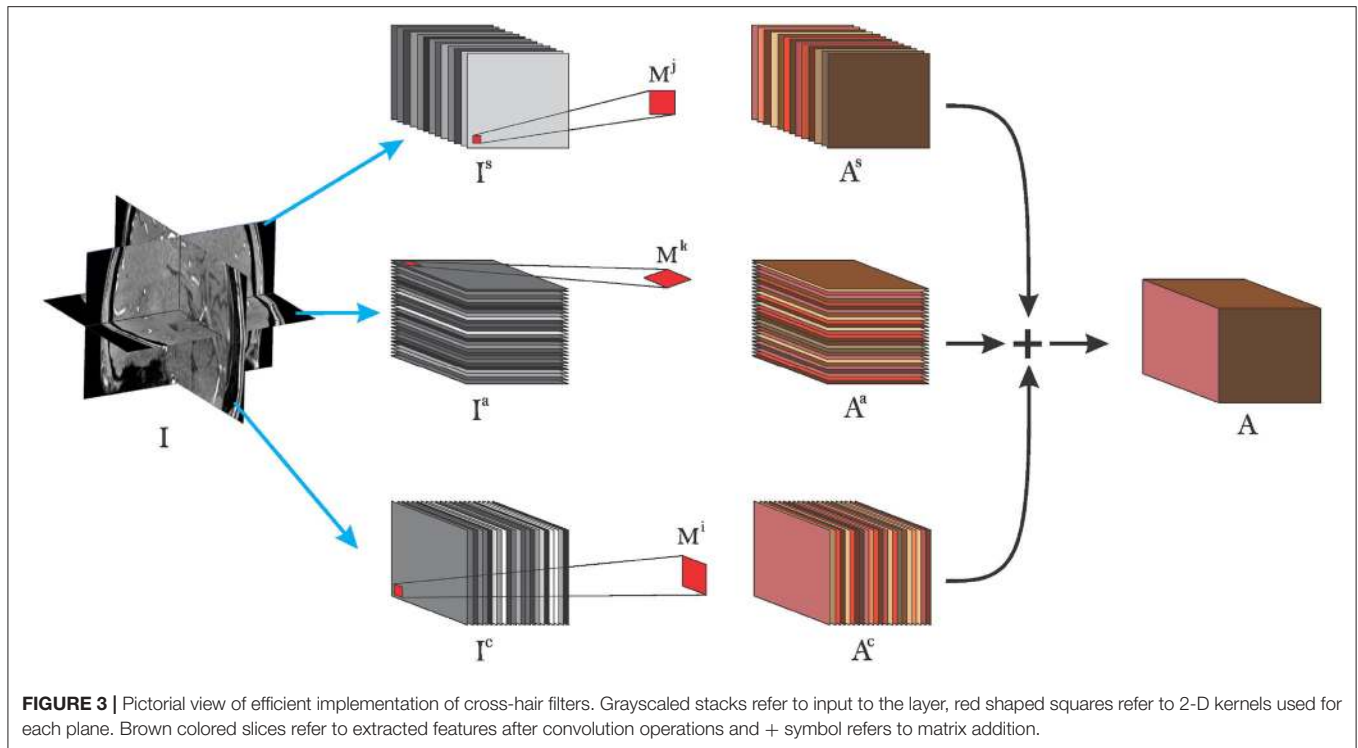 M^j
I^s
A^s
M^k
I
I^a
A^a
+
A
M^i
I^c
A^c
FIGURE 3 | Pictorial view of efficient implementation of cross-hair filters. Grayscaled stacks refer to input to the layer, red shaped squares refer to 2-D kernels used for
each plane. Brown colored slices refer to extracted features after convolution operations and + symbol refers to matrix addition.